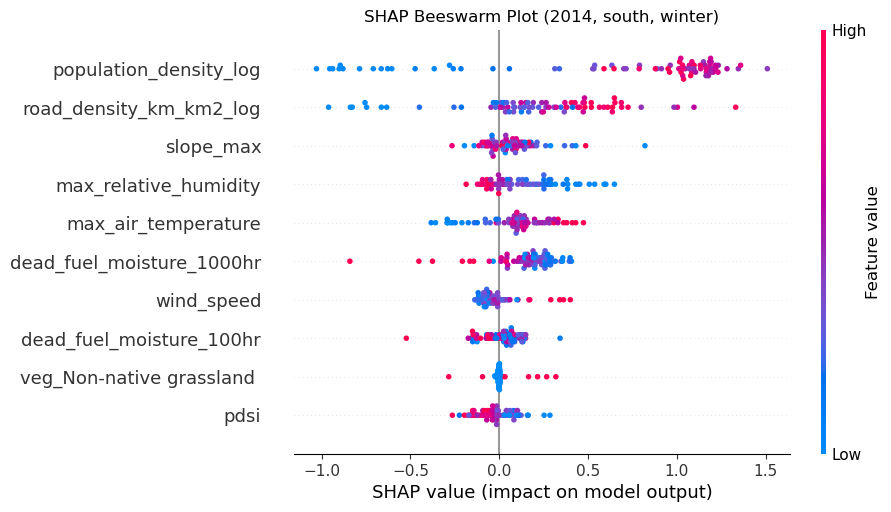 SHAP Beeswarm Plot (2014, south, winter)
High
population_density_log
road_density_km_km2_log
slope_max
max_relative_humidity
max_air_temperature
dead_fuel_moisture_1000hr
wind_speed
dead_fuel_moisture_100hr
veg_Non-native grassland
pdsi
Feature value
Low
−1.0 −0.5 0.0 0.5 1.0 1.5
SHAP value (impact on model output)